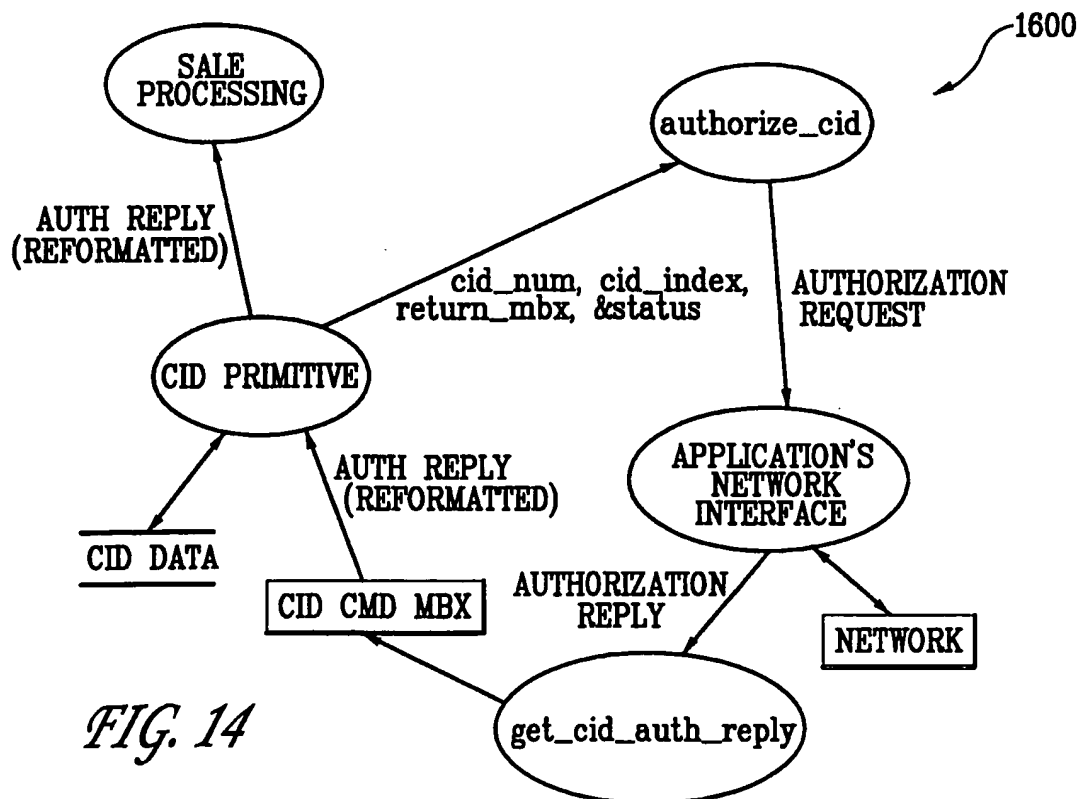 1600
SALE
PROCESSING
authorize_cid
AUTH REPLY
(REFORMATTED)
cid_num, cid_index,
return_mbx, &status
AUTHORIZATION
REQUEST
CID PRIMITIVE
AUTH REPLY
(REFORMATTED)
APPLICATION'S
NETWORK
INTERFACE
CID DATA
CID CMD MBX
AUTHORIZATION
REPLY
NETWORK
get_cid_auth_reply
FIG. 14